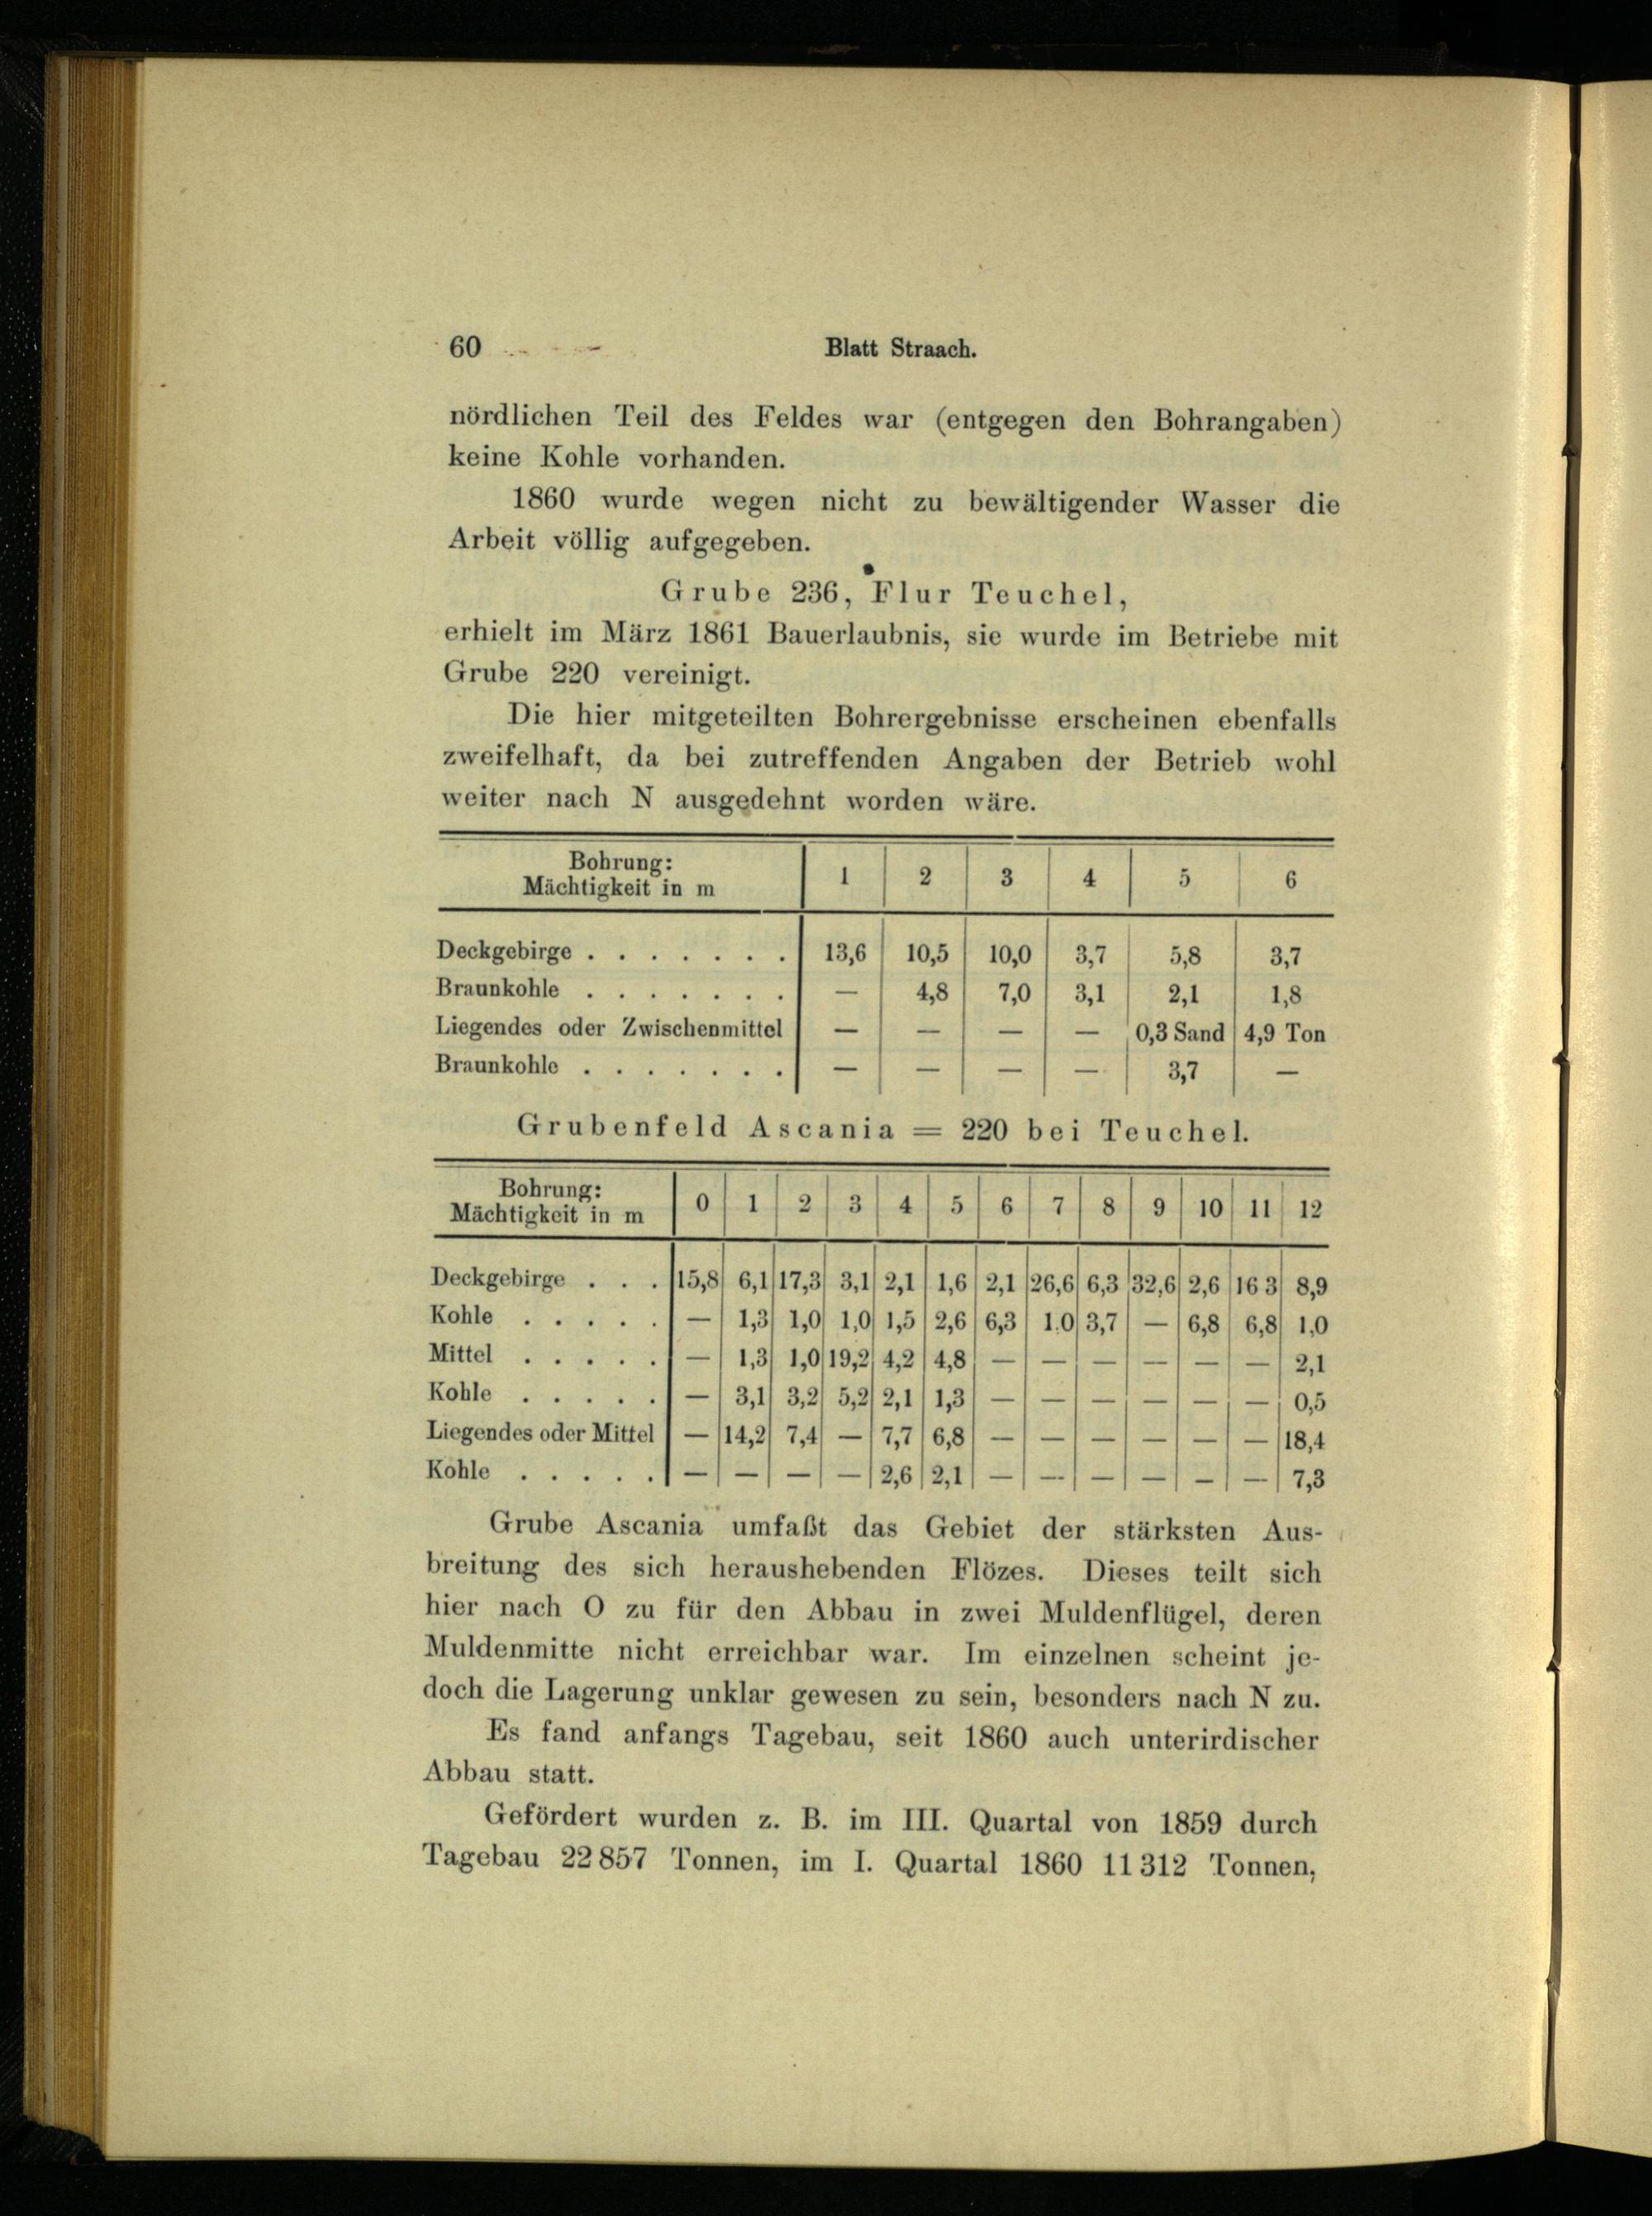 60 Blatt Straach.
nördlichen Teil des Feldes war (entgegen den Bohrangaben)
keine Kohle vorhanden.
1860 wurde wegen nicht zu bewältigender Wasser die
Arbeit völlig aufgegeben.
Grube 236, Flur Teuchel,
erhielt im März 1861 Bauerlaubnis, sie wurde im Betriebe mit
Grube 220 vereinigt.
Die hier mitgeteilten Bohrergebnisse erscheinen ebenfalls
zweifelhaft, da bei zutreffenden Angaben der Betrieb wohl
weiter nach N ausgedehnt worden wäre.
Bohrung:
Mächtigkeit in m 1 2 3 4 5 6
Deckgebirge . . . . . . . 13,6 10,5 10,0 3,7 5,8 3,7
Braunkohle . . . . . . . — 4,8 7,0 3,1 2,1 1,8
Liegendes oder Zwischenmittel — — — — 0,3 Sand 4,9 Ton
Braunkohle . . . . . . . — — — — 3,7 —
Grubenfeld Ascania = 220 bei Teuchel.
Bohrung:
Mächtigkeit in m 0 1 2 3 4 5 6 7 8 9 10 11 12
Deckgebirge . . . 15,8 6,1 17,3 3,1 2,1 1,6 2,1 26,6 6,3 32,6 2,6 16 3 8,9
Kohle . . . . . — 1,3 1,0 1,0 1,5 2,6 6,3 1,0 3,7 — 6,8 6,8 1,0
Mittel . . . . . — 1,3 1,0 19,2 4,2 4,8 — — — — — — 2,1
Kohle . . . . . — 3,1 3,2 5,2 2,1 1,3 — — — — — — 0,5
Liegendes oder Mittel — 14,2 7,4 — 7,7 6,8 — — — — — — 18,4
Kohle . . . . . — — — — 2,6 2,1 — — — — — — 7,3
Grube Ascania umfaßt das Gebiet der stärksten Aus-
breitung des sich heraushebenden Flözes. Dieses teilt sich
hier nach O zu für den Abbau in zwei Muldenflügel, deren
Muldenmitte nicht erreichbar war. Im einzelnen scheint je-
doch die Lagerung unklar gewesen zu sein, besonders nach N zu.
Es fand anfangs Tagebau, seit 1860 auch unterirdischer
Abbau statt.
Gefördert wurden z. B. im III. Quartal von 1859 durch
Tagebau 22 857 Tonnen, im I. Quartal 1860 11 312 Tonnen,